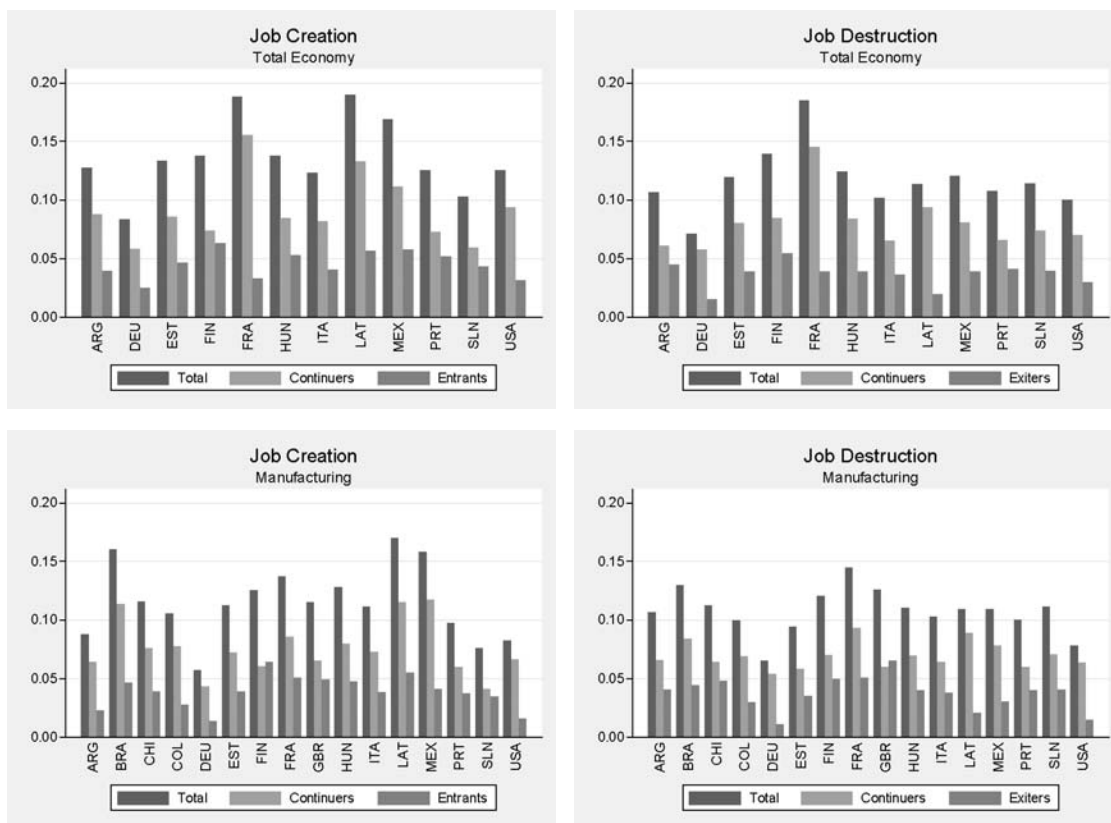 Job Creation
Total Economy
0.20
0.15
0.10
0.05
0.00
ARG DEU EST FIN FRA HUN ITA LAT MEX PRT SLN USA
Total Continuers Entrants
Job Destruction
Total Economy
0.20
0.15
0.10
0.05
0.00
ARG DEU EST FIN FRA HUN ITA LAT MEX PRT SLN USA
Total Continuers Exiters
Job Creation
Manufacturing
0.20
0.15
0.10
0.05
0.00
ARG BRA CHI COL DEU EST FIN FRA GBR HUN ITA LAT MEX PRT SLN USA
Total Continuers Entrants
Job Destruction
Manufacturing
0.20
0.15
0.10
0.05
0.00
ARG BRA CHI COL DEU EST FIN FRA GBR HUN ITA LAT MEX PRT SLN USA
Total Continuers Exiters